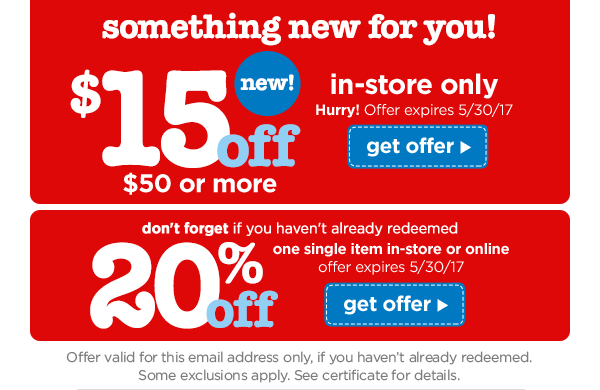 something new for you!
$15 off
new!
$50 or more
in-store only
Hurry! Offer expires 5/30/17
get offer ▶
don't forget if you haven't already redeemed
20% off
one single item in-store or online
offer expires 5/30/17
get offer ▶
Offer valid for this email address only, if you haven't already redeemed.
Some exclusions apply. See certificate for details.